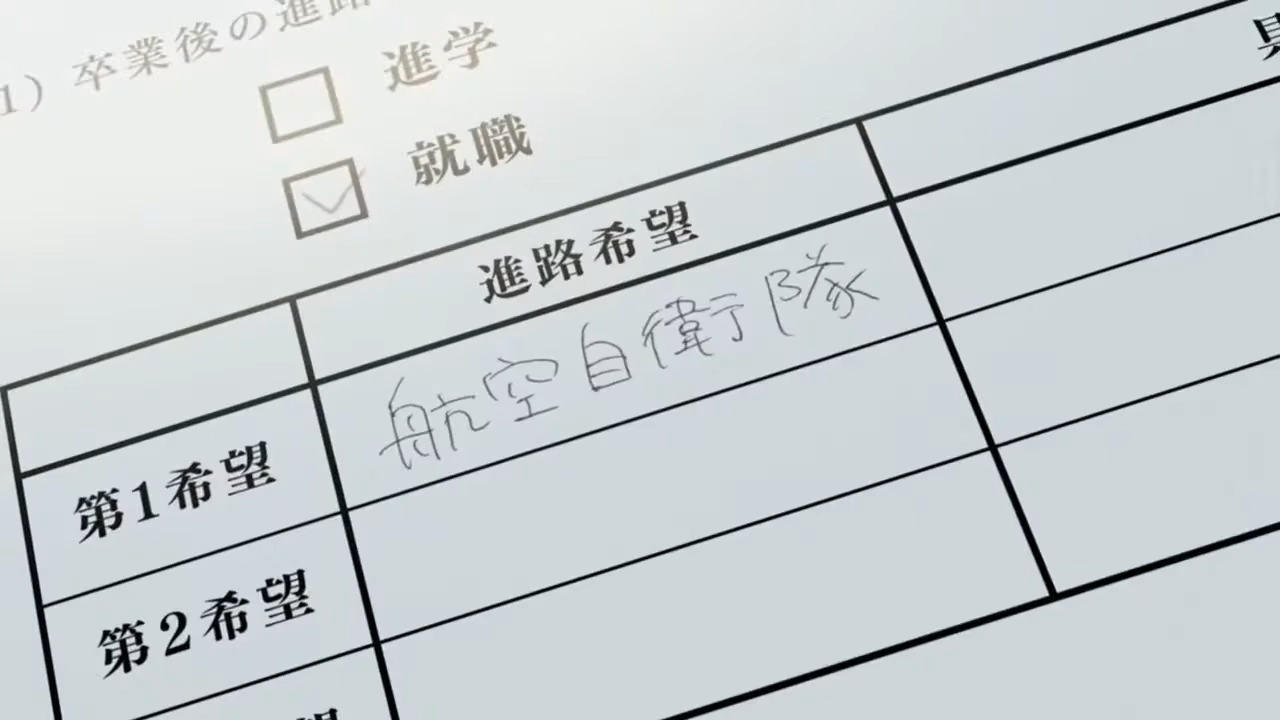 1）卒業後の進路
進学
就職
進路希望
第1希望
航空自衛隊
第2希望